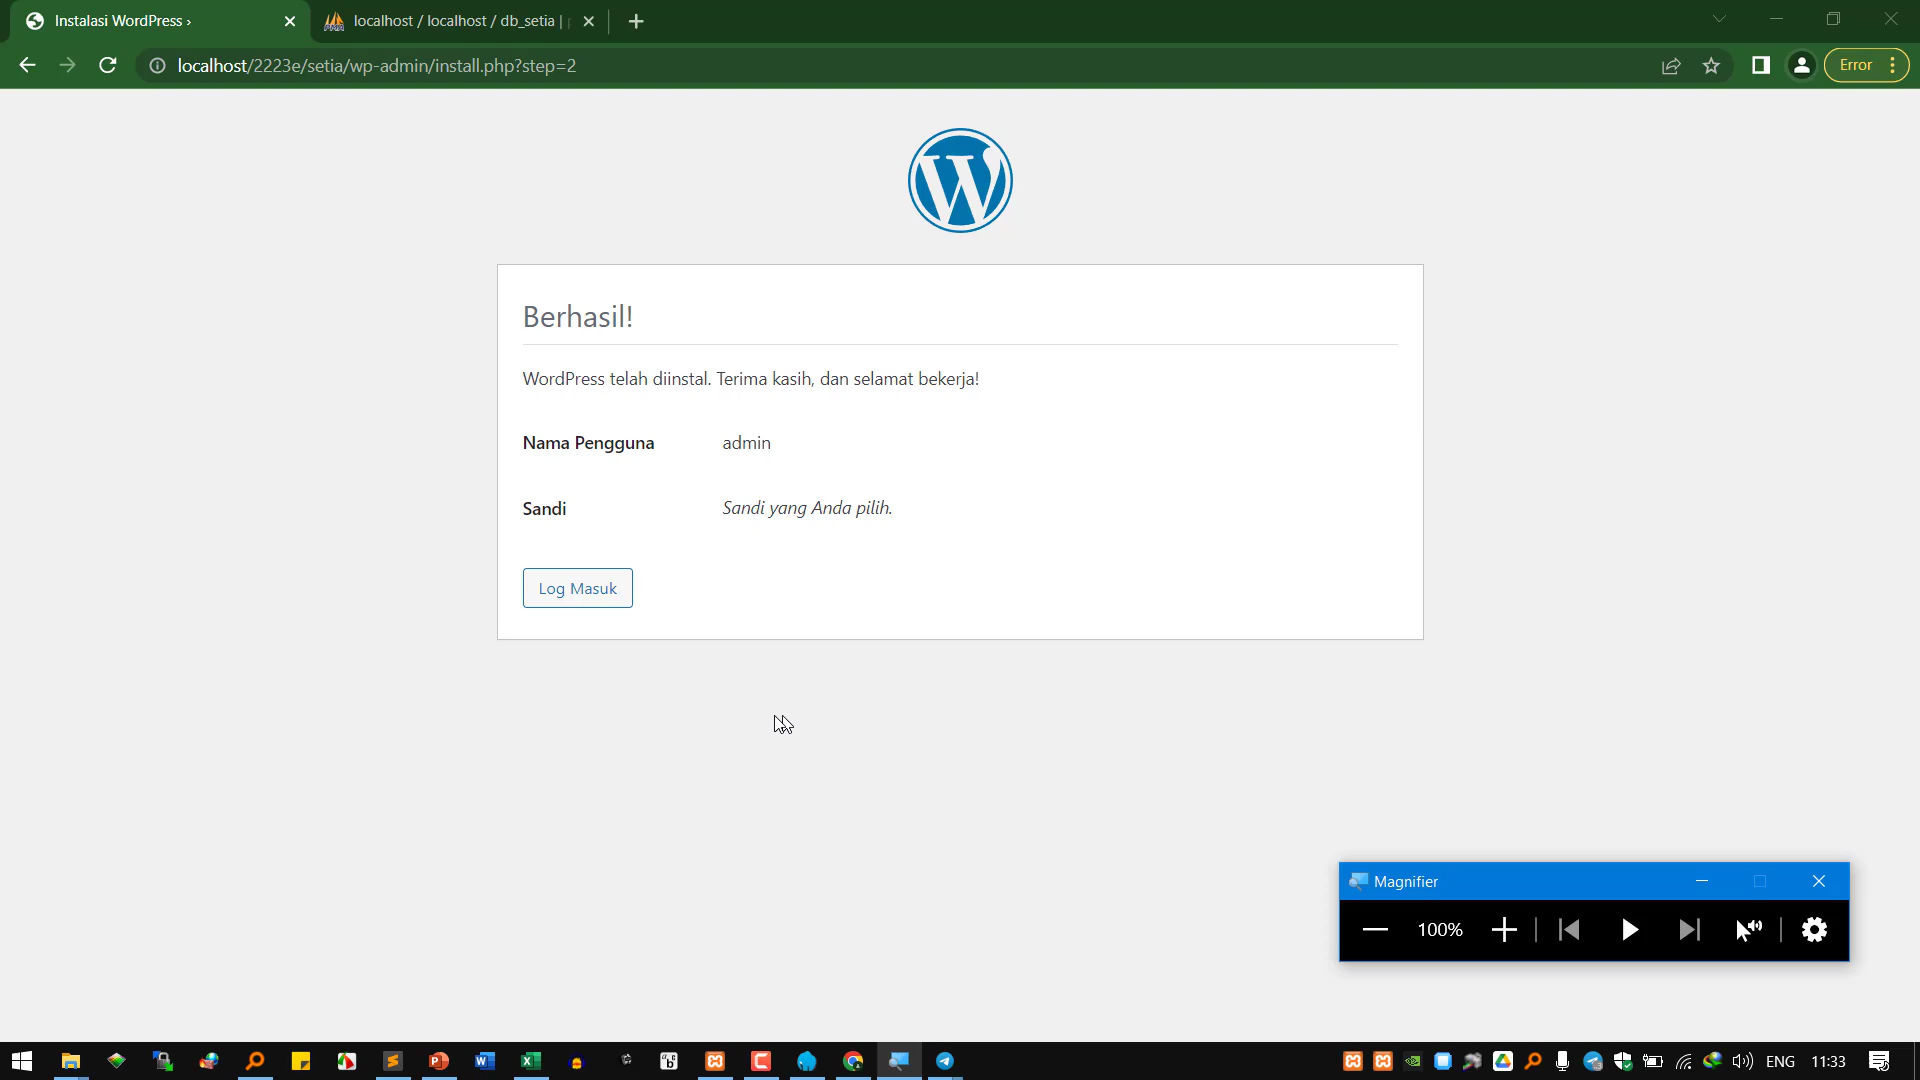 Instalasi WordPress ›
localhost / localhost / db_setia |
localhost/2223e/setia/wp-admin/install.php?step=2
Error
Berhasil!
WordPress telah diinstal. Terima kasih, dan selamat bekerja!
Nama Pengguna admin
Sandi Sandi yang Anda pilih.
Log Masuk
Magnifier
100%
ENG 11:33